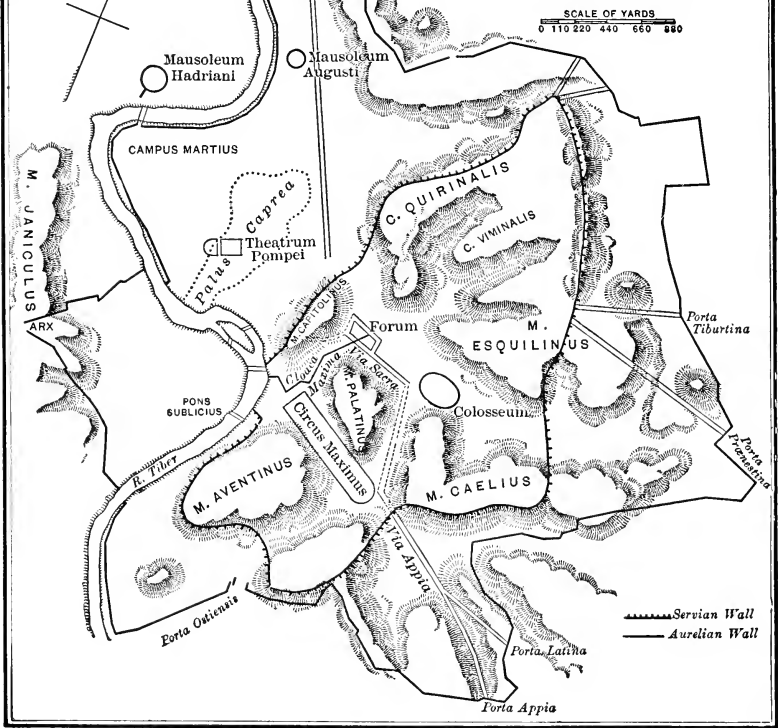 SCALE OF YARDS
0 110 220 440 660 880
Mausoleum
Hadriani
Mausoleum
Augusti
CAMPUS MARTIUS
M. JANICULUS
ARX
Palus Caprea
Theatrum
Pompei
C. QUIRINALIS
C. VIMINALIS
M. CAPITOLINUS
Forum
M.
ESQUILINUS
Porta
Tiburtina
Cloaca
Maxima
Via Sacra
M. PALATINUS
Colosseum
Circus Maximus
PONS
SUBLICIUS
Porta
Prænestina
R. Tiber
M. AVENTINUS
M. CAELIUS
Via Appia
Porta Ostiensis
Servian Wall
Aurelian Wall
Porta Latina
Porta Appia